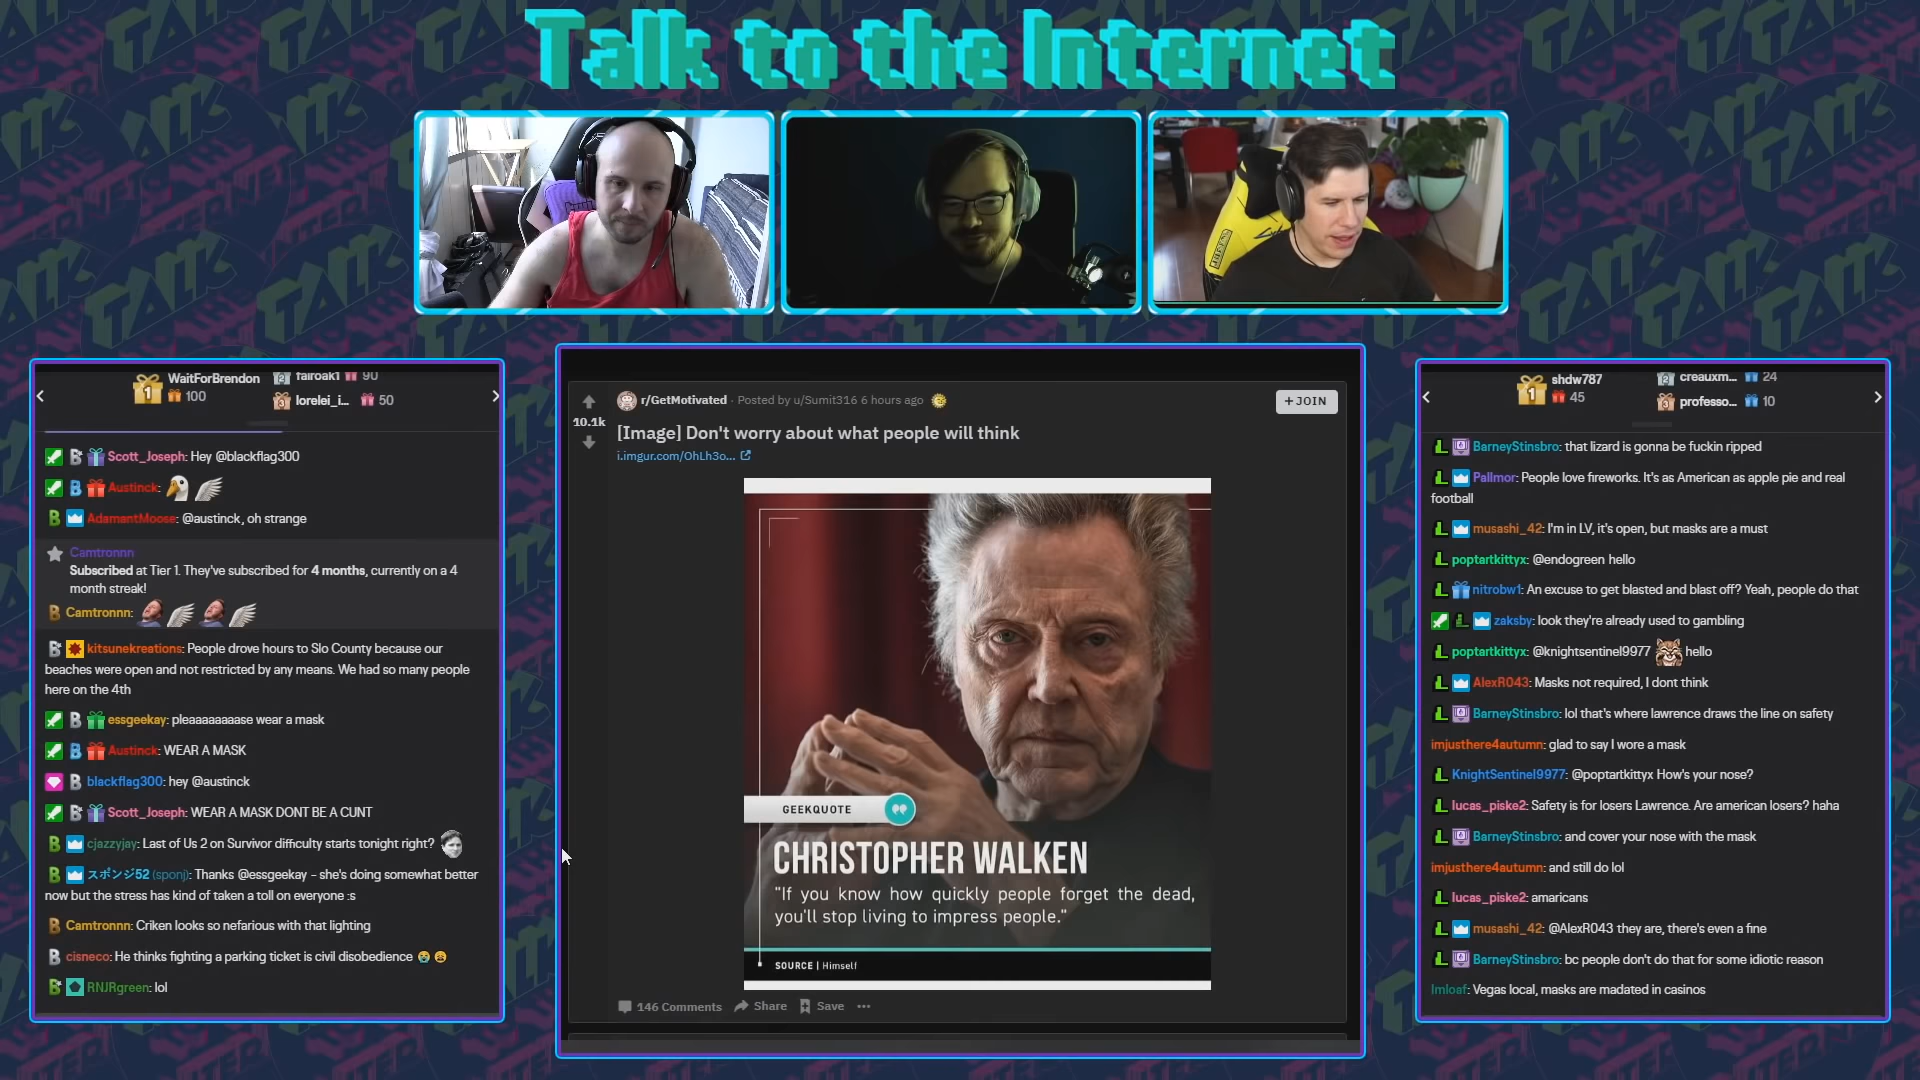 Talk to the Internet
WaitForBrendon
100
fairoak1 90
lorelei_i... 50
Scott_Joseph: Hey @blackflag300
Austinck:
AdamantMoose: @austinck, oh strange
Camtronnn
Subscribed at Tier 1. They've subscribed for 4 months, currently on a 4
month streak!
Camtronnn:
kitsunekreations: People drove hours to Slo County because our
beaches were open and not restricted by any means. We had so many people
here on the 4th
essgeekay: pleaaaaaaase wear a mask
Austinck: WEAR A MASK
blackflag300: hey @austinck
Scott_Joseph: WEAR A MASK DONT BE A CUNT
cjazzyjay: Last of Us 2 on Survivor difficulty starts tonight right?
スポンジ52 (sponj): Thanks @essgeekay - she's doing somewhat better
now but the stress has kind of taken a toll on everyone :s
Camtronnn: Criken looks so nefarious with that lighting
cisneco: He thinks fighting a parking ticket is civil disobedience
RNJRgreen: lol
r/GetMotivated · Posted by u/Sumit316 6 hours ago
+ JOIN
10.1k
[Image] Don't worry about what people will think
i.imgur.com/OhLh3o...
GEEKQUOTE
CHRISTOPHER WALKEN
"If you know how quickly people forget the dead,
you'll stop living to impress people."
SOURCE | Himself
146 Comments Share Save ...
shdw787
45
creauxm... 24
professo... 10
BarneyStinsbro: that lizard is gonna be fuckin ripped
Pallmor: People love fireworks. It's as American as apple pie and real
football
musashi_42: I'm in LV, it's open, but masks are a must
poptartkittyx: @endogreen hello
nitrobw1: An excuse to get blasted and blast off? Yeah, people do that
zaksby: look they're already used to gambling
poptartkittyx: @knightsentinel9977 hello
AlexR043: Masks not required, I dont think
BarneyStinsbro: lol that's where lawrence draws the line on safety
imjusthere4autumn: glad to say I wore a mask
KnightSentinel9977: @poptartkittyx How's your nose?
lucas_piske2: Safety is for losers Lawrence. Are american losers? haha
BarneyStinsbro: and cover your nose with the mask
imjusthere4autumn: and still do lol
lucas_piske2: amaricans
musashi_42: @AlexR043 they are, there's even a fine
BarneyStinsbro: bc people don't do that for some idiotic reason
lmloaf: Vegas local, masks are madated in casinos